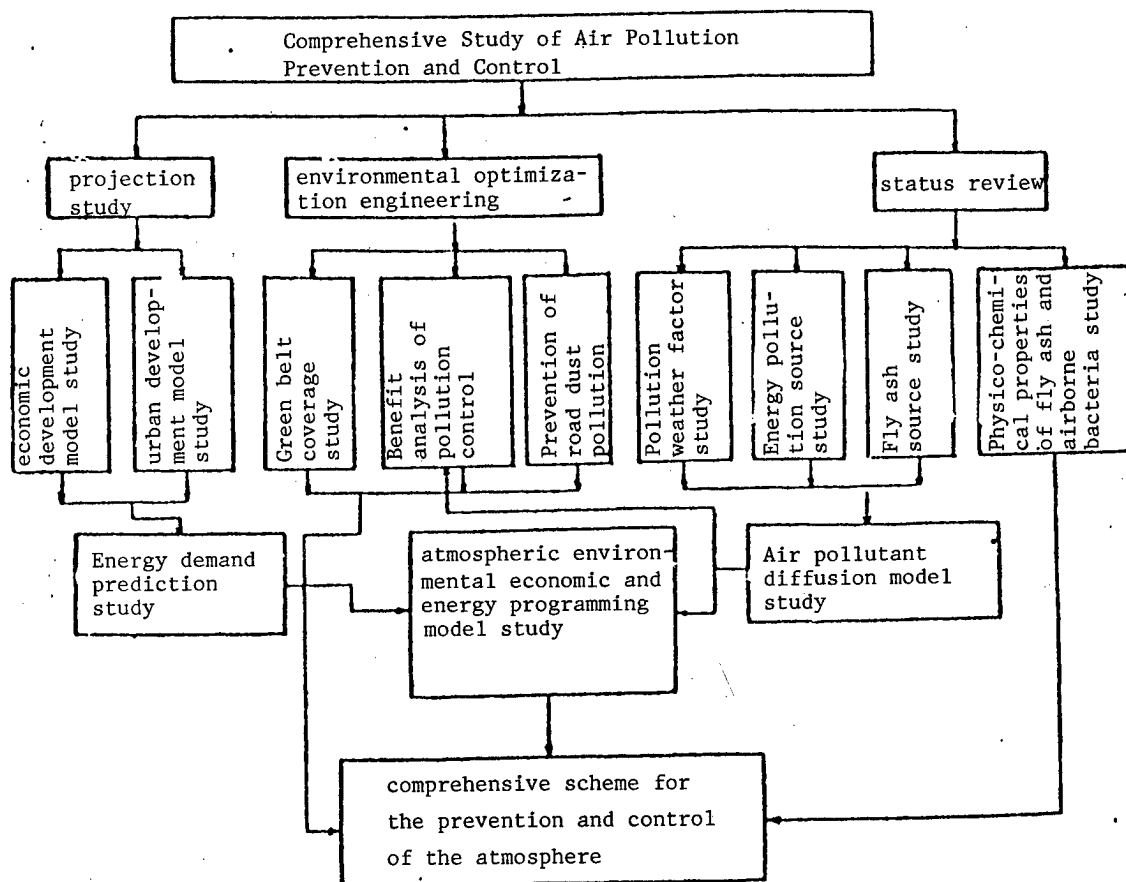 Comprehensive Study of Air Pollution
Prevention and Control
projection
study
environmental optimiza-
tion engineering
status review
economic
development
model study
urban develop-
ment model
study
Green belt
coverage
study
Benefit
analysis of
pollution
control
Prevention of
road dust
pollution
Pollution
weather factor
study
Energy pollu-
tion source
study
Fly ash
source study
Physico-chemi-
cal properties
of fly ash and
airborne
bacteria study
Energy demand
prediction
study
atmospheric environ-
mental economic and
energy programming
model study
Air pollutant
diffusion model
study
comprehensive scheme for
the prevention and control
of the atmosphere